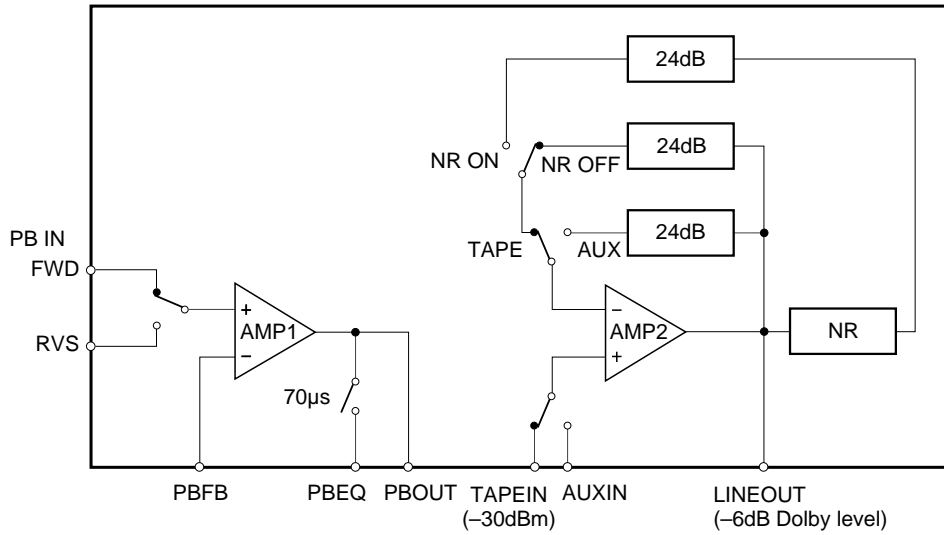 24dB
NR ON
NR OFF
24dB
TAPE
AUX
24dB
PB IN
FWD
RVS
+
AMP1
−
−
AMP2
+
NR
70µs
PBFB
PBEQ
PBOUT
TAPEIN
(–30dBm)
AUXIN
LINEOUT
(–6dB Dolby level)